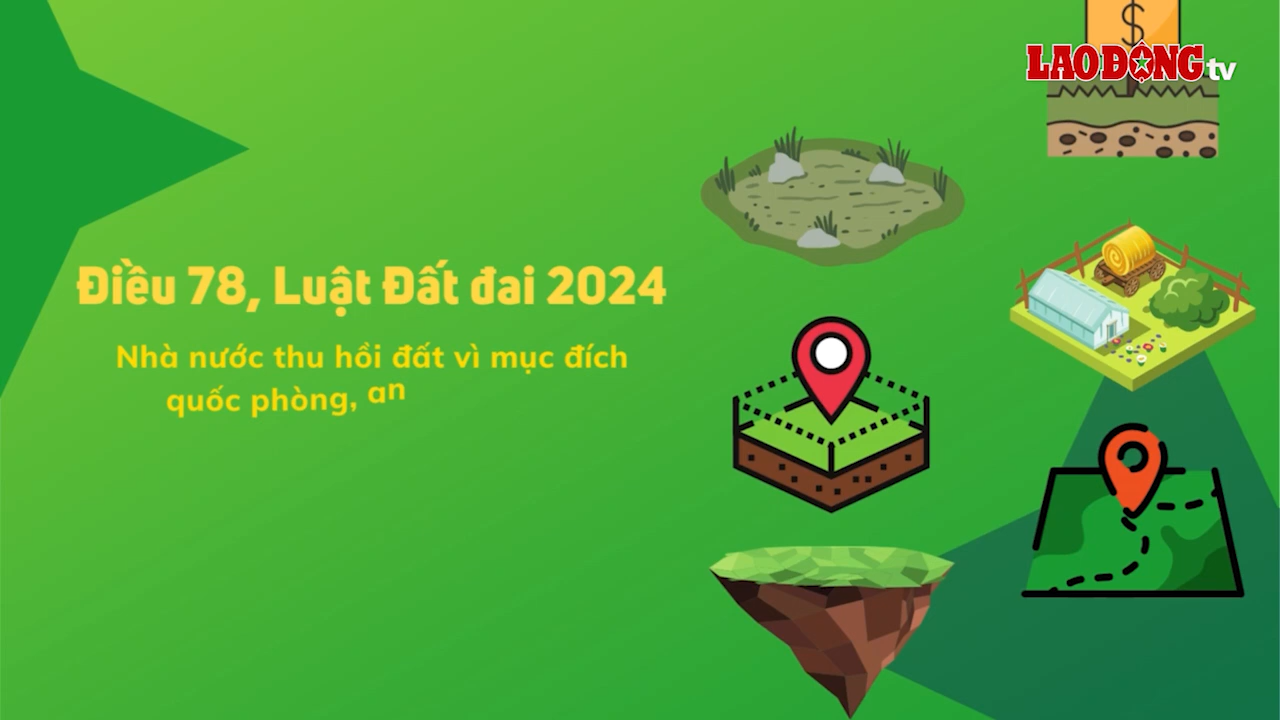 $
LAO ĐỘNG tv
Điều 78, Luật Đất đai 2024
Nhà nước thu hồi đất vì mục đích
quốc phòng, an